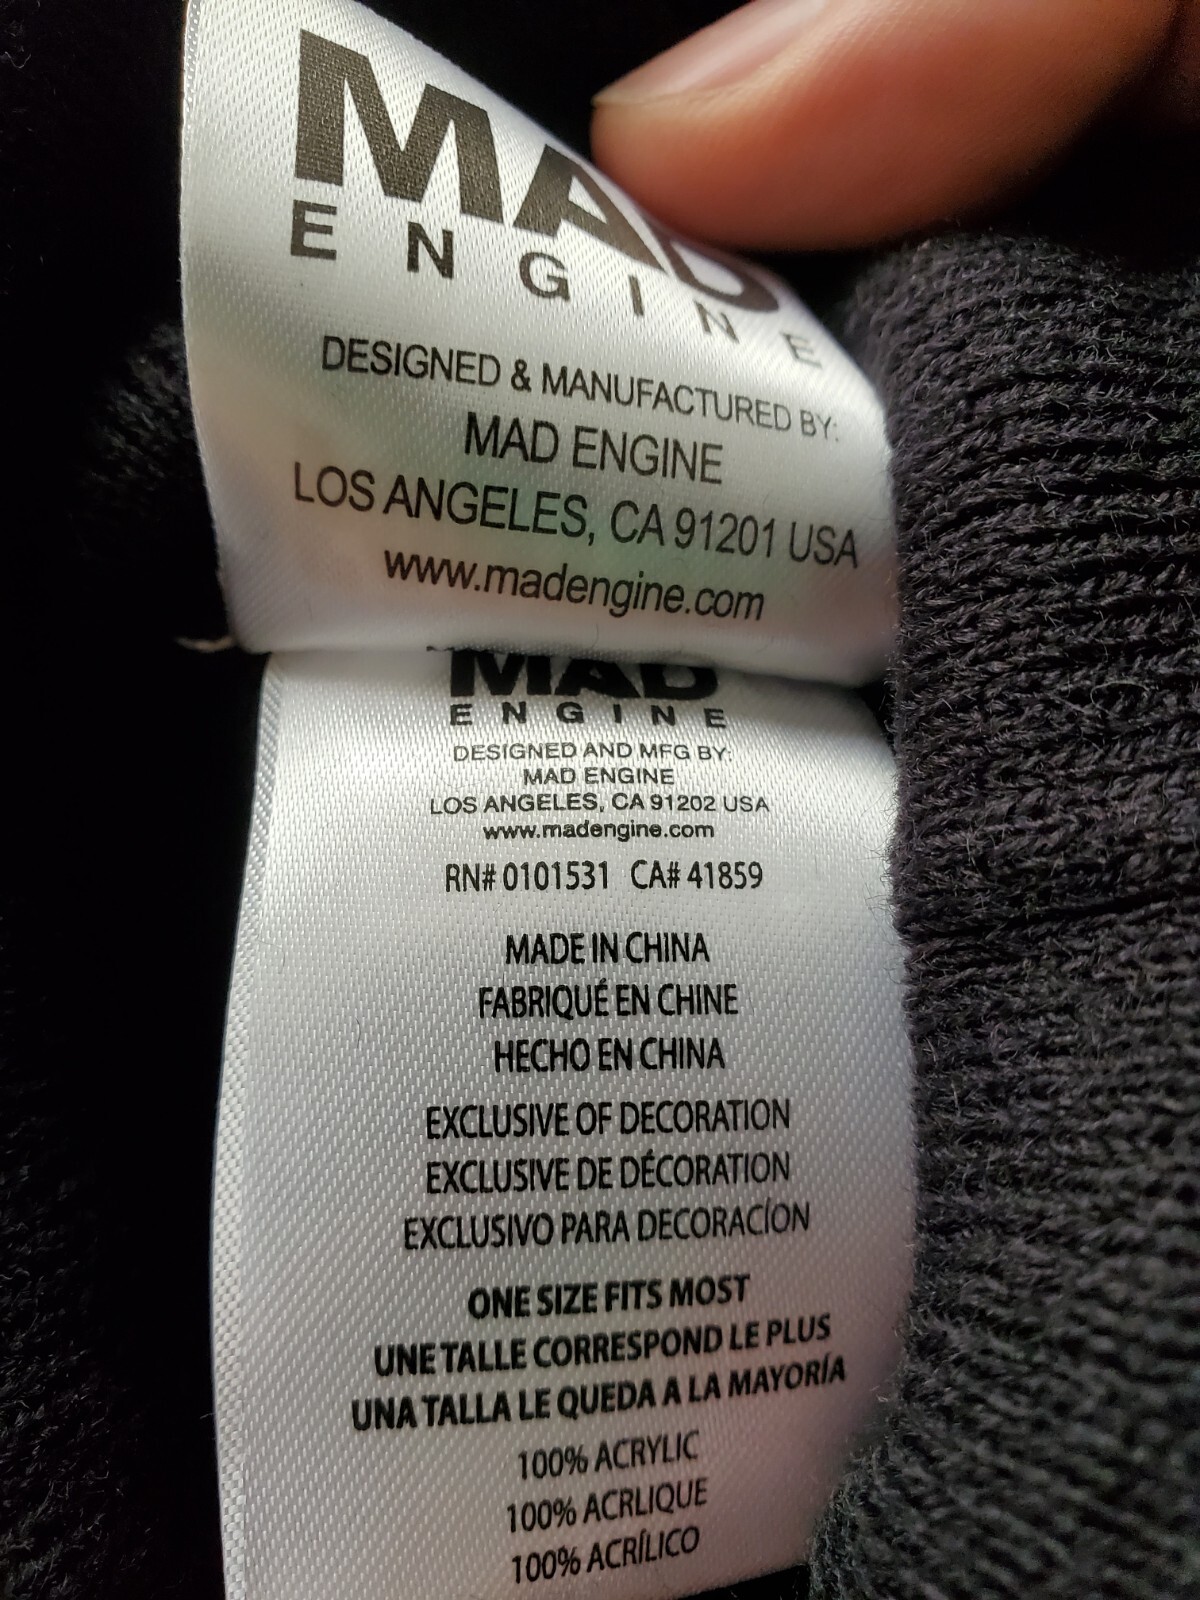 MAD
ENGINE
DESIGNED & MANUFACTURED BY:
MAD ENGINE
LOS ANGELES, CA 91201 USA
www.madengine.com
MAD
ENGINE
DESIGNED AND MFG BY:
MAD ENGINE
LOS ANGELES, CA 91202 USA
www.madengine.com
RN# 0101531 CA# 41859
MADE IN CHINA
FABRIQUÉ EN CHINE
HECHO EN CHINA
EXCLUSIVE OF DECORATION
EXCLUSIVE DE DÉCORATION
EXCLUSIVO PARA DECORACÍON
ONE SIZE FITS MOST
UNE TALLE CORRESPOND LE PLUS
UNA TALLA LE QUEDA A LA MAYORÍA
100% ACRYLIC
100% ACRLIQUE
100% ACRÍLICO